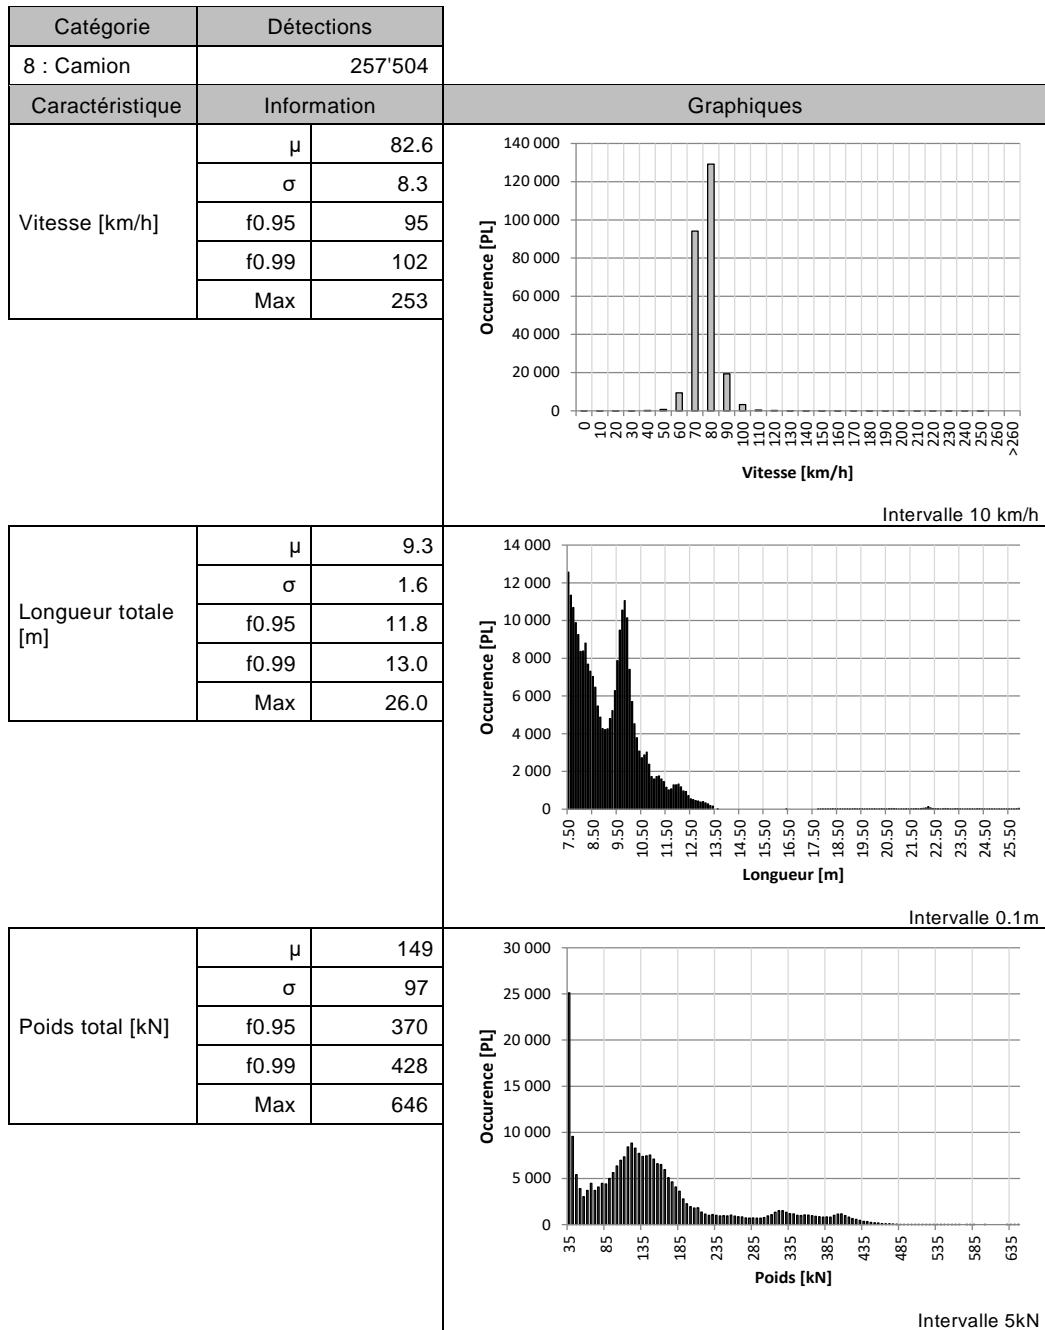 Catégorie Détections
8 : Camion 257'504
Caractéristique Information Graphiques
Vitesse [km/h]
µ 82.6
σ 8.3
f0.95 95
f0.99 102
Max 253
Occurence [PL]
140 000
120 000
100 000
80 000
60 000
40 000
20 000
0
0 10 20 30 40 50 60 70 80 90 100 110 120 130 140 150 160 170 180 190 200 210 220 230 240 250 260 >260
Vitesse [km/h]
Intervalle 10 km/h
Longueur totale
[m]
µ 9.3
σ 1.6
f0.95 11.8
f0.99 13.0
Max 26.0
Occurence [PL]
14 000
12 000
10 000
8 000
6 000
4 000
2 000
0
7.50 8.50 9.50 10.50 11.50 12.50 13.50 14.50 15.50 16.50 17.50 18.50 19.50 20.50 21.50 22.50 23.50 24.50 25.50
Longueur [m]
Intervalle 0.1m
Poids total [kN]
µ 149
σ 97
f0.95 370
f0.99 428
Max 646
Occurence [PL]
30 000
25 000
20 000
15 000
10 000
5 000
0
35 85 135 185 235 285 335 385 435 485 535 585 635
Poids [kN]
Intervalle 5kN